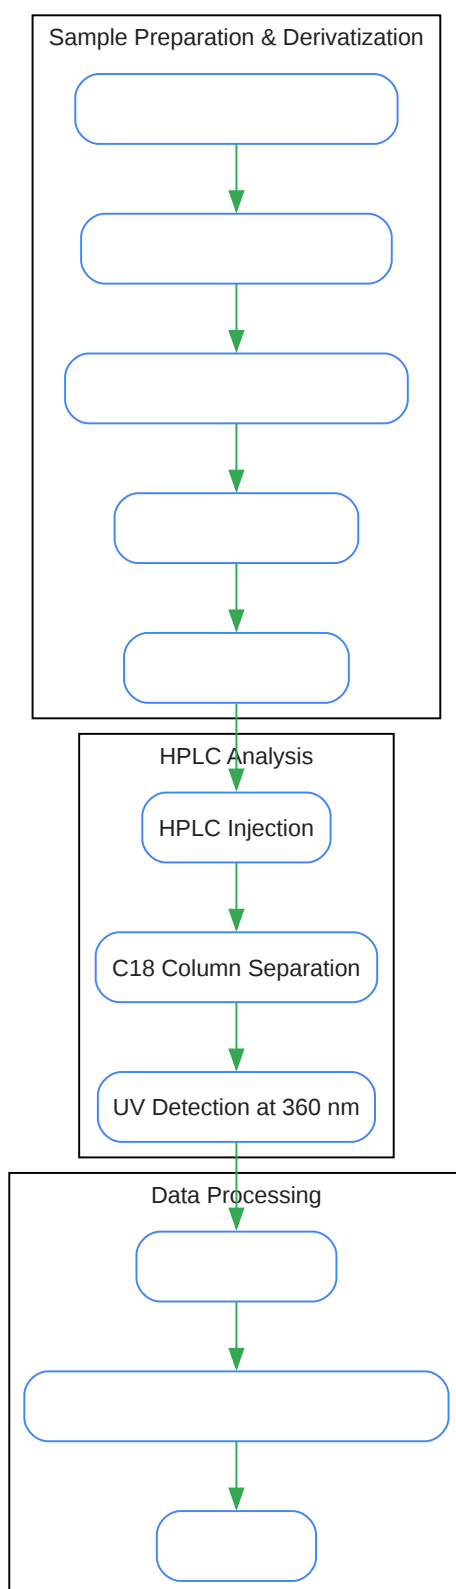 Sample Preparation & Derivatization
HPLC Analysis
HPLC Injection
C18 Column Separation
UV Detection at 360 nm
Data Processing